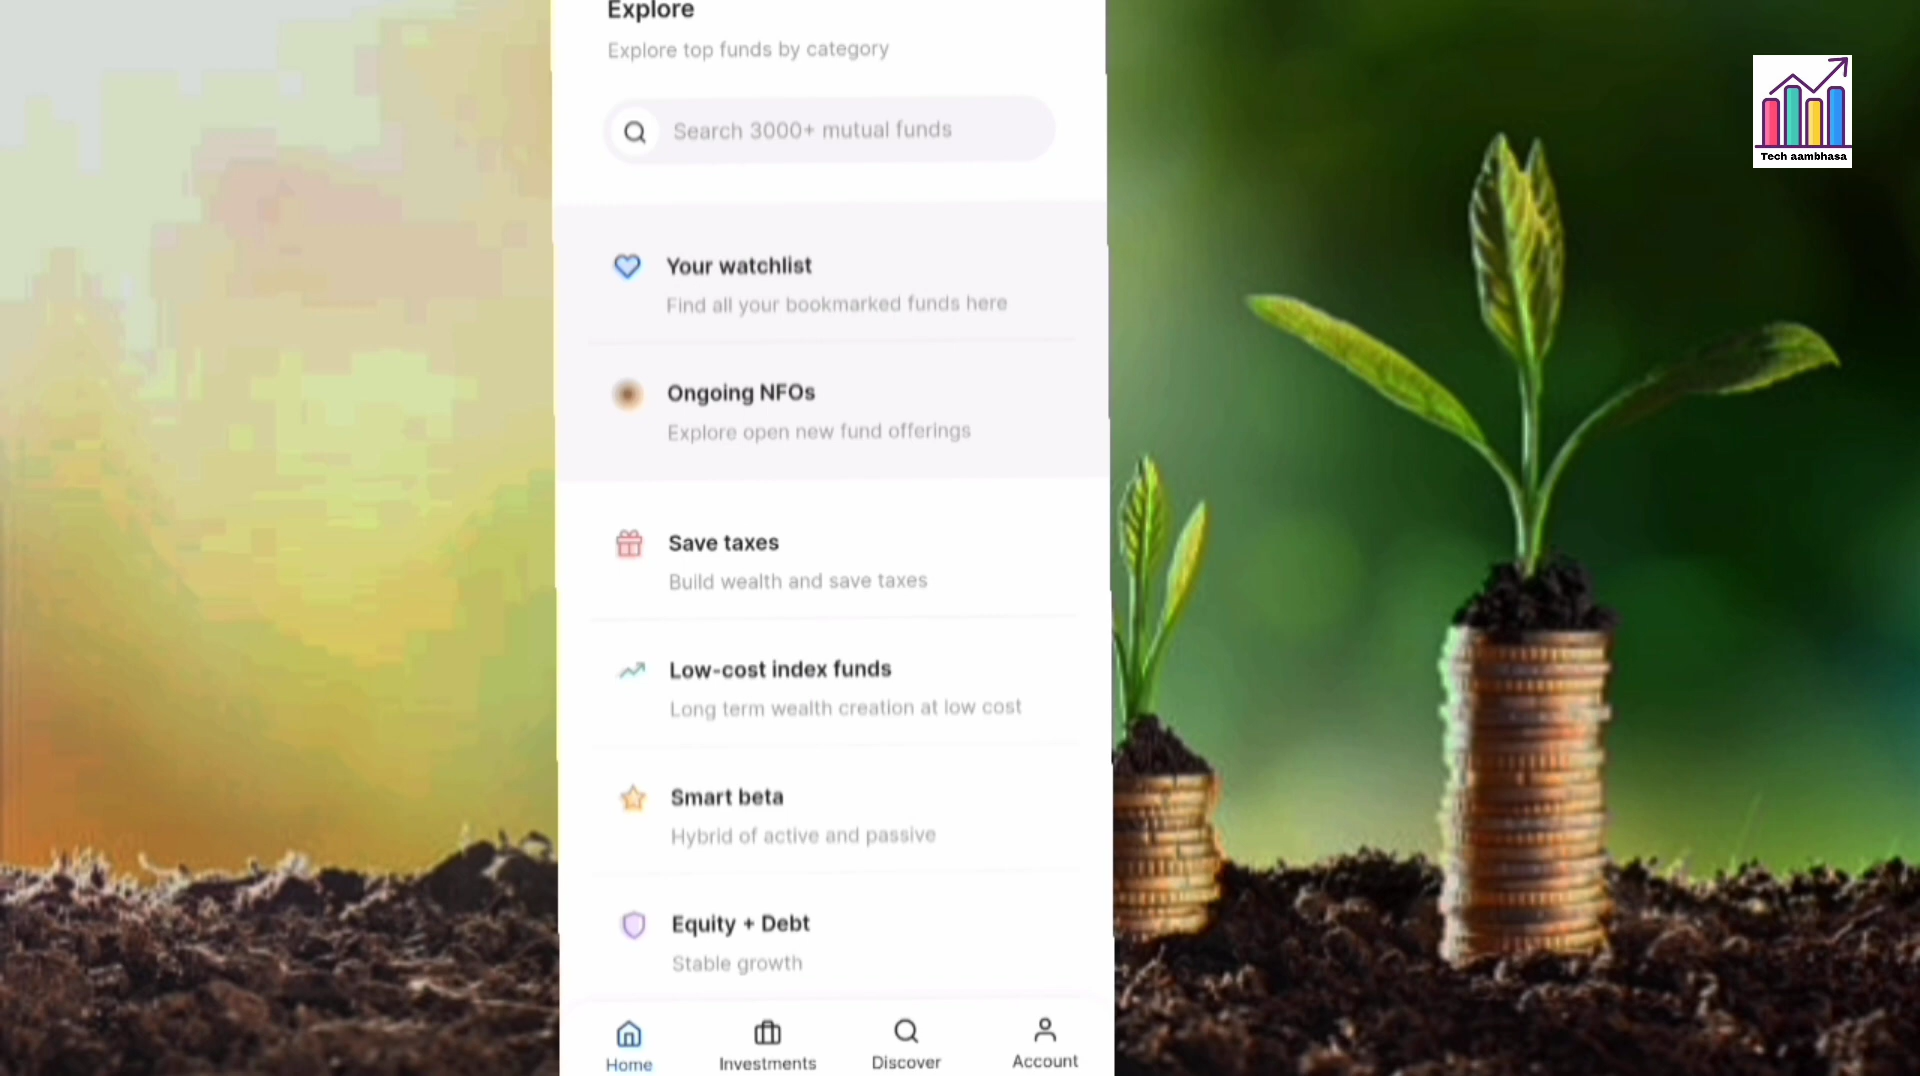 Explore
Explore top funds by category
Search 3000+ mutual funds
Your watchlist
Find all your bookmarked funds here
Ongoing NFOs
Explore open new fund offerings
Save taxes
Build wealth and save taxes
Low-cost index funds
Long term wealth creation at low cost
Smart beta
Hybrid of active and passive
Equity + Debt
Stable growth
Home
Investments
Discover
Account
Tech aambhasa